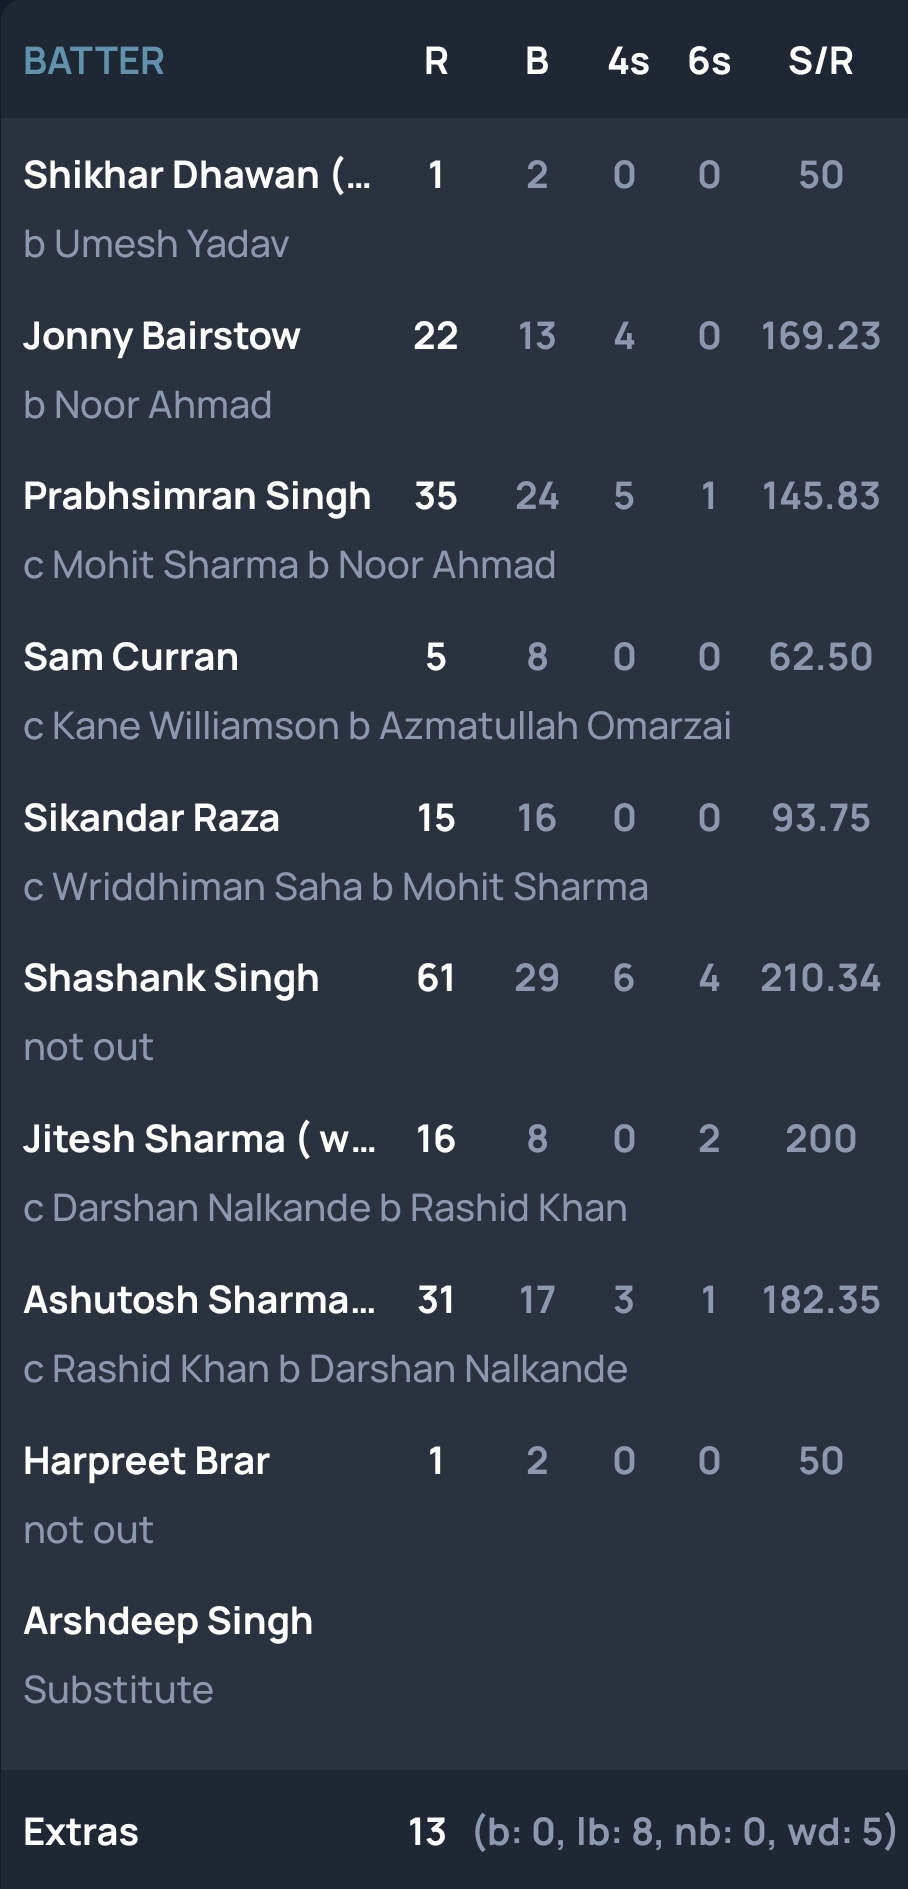 BATTER R B 4s 6s S/R
Shikhar Dhawan (... 1 2 0 0 50
b Umesh Yadav
Jonny Bairstow 22 13 4 0 169.23
b Noor Ahmad
Prabhsimran Singh 35 24 5 1 145.83
c Mohit Sharma b Noor Ahmad
Sam Curran 5 8 0 0 62.50
c Kane Williamson b Azmatullah Omarzai
Sikandar Raza 15 16 0 0 93.75
c Wriddhiman Saha b Mohit Sharma
Shashank Singh 61 29 6 4 210.34
not out
Jitesh Sharma ( w... 16 8 0 2 200
c Darshan Nalkande b Rashid Khan
Ashutosh Sharma... 31 17 3 1 182.35
c Rashid Khan b Darshan Nalkande
Harpreet Brar 1 2 0 0 50
not out
Arshdeep Singh
Substitute
Extras 13 (b: 0, lb: 8, nb: 0, wd: 5)